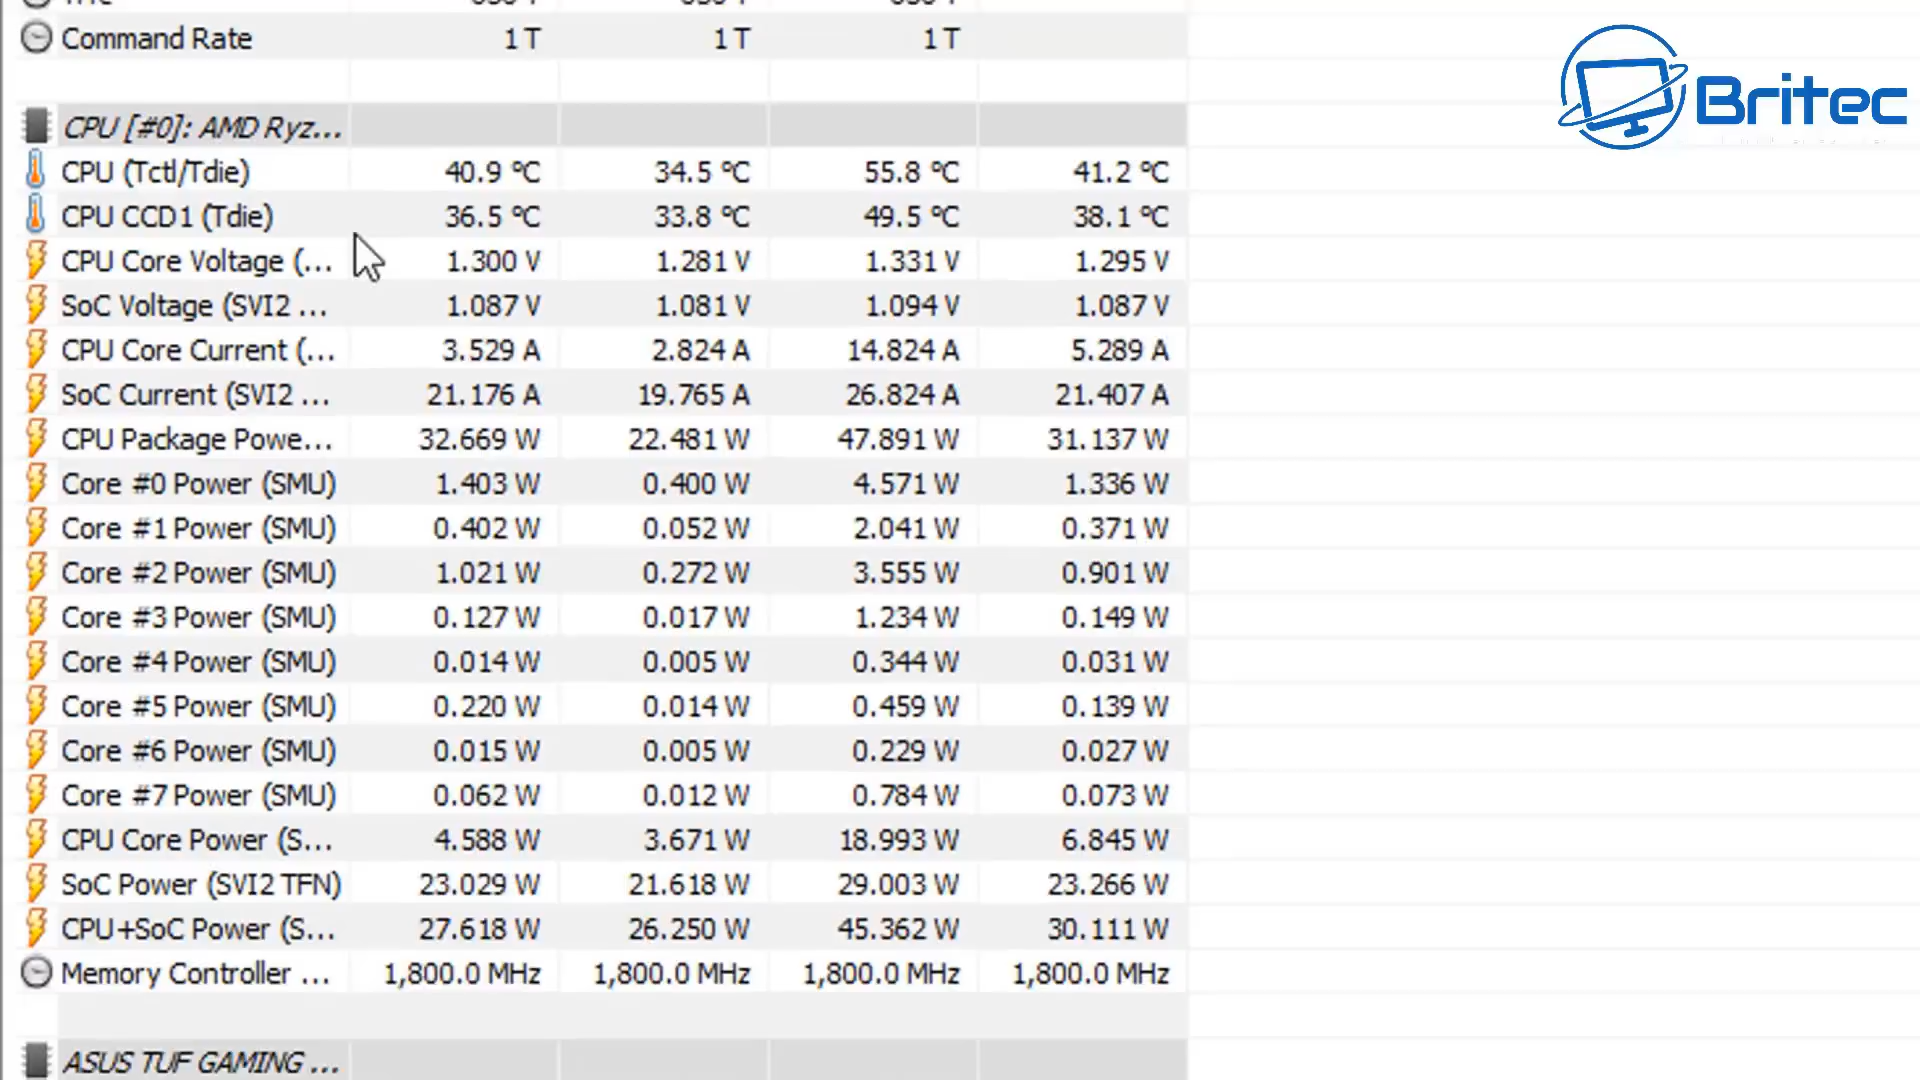 Command Rate 1T 1T 1T
Britec
CPU [#0]: AMD Ryz...
CPU (Tctl/Tdie) 40.9 ℃ 34.5 ℃ 55.8 ℃ 41.2 ℃
CPU CCD1 (Tdie) 36.5 ℃ 33.8 ℃ 49.5 ℃ 38.1 ℃
CPU Core Voltage (... 1.300 V 1.281 V 1.331 V 1.295 V
SoC Voltage (SVI2 ... 1.087 V 1.081 V 1.094 V 1.087 V
CPU Core Current (... 3.529 A 2.824 A 14.824 A 5.289 A
SoC Current (SVI2 ... 21.176 A 19.765 A 26.824 A 21.407 A
CPU Package Powe... 32.669 W 22.481 W 47.891 W 31.137 W
Core #0 Power (SMU) 1.403 W 0.400 W 4.571 W 1.336 W
Core #1 Power (SMU) 0.402 W 0.052 W 2.041 W 0.371 W
Core #2 Power (SMU) 1.021 W 0.272 W 3.555 W 0.901 W
Core #3 Power (SMU) 0.127 W 0.017 W 1.234 W 0.149 W
Core #4 Power (SMU) 0.014 W 0.005 W 0.344 W 0.031 W
Core #5 Power (SMU) 0.220 W 0.014 W 0.459 W 0.139 W
Core #6 Power (SMU) 0.015 W 0.005 W 0.229 W 0.027 W
Core #7 Power (SMU) 0.062 W 0.012 W 0.784 W 0.073 W
CPU Core Power (S... 4.588 W 3.671 W 18.993 W 6.845 W
SoC Power (SVI2 TFN) 23.029 W 21.618 W 29.003 W 23.266 W
CPU+SoC Power (S... 27.618 W 26.250 W 45.362 W 30.111 W
Memory Controller ... 1,800.0 MHz 1,800.0 MHz 1,800.0 MHz 1,800.0 MHz
ASUS TUF GAMING ...